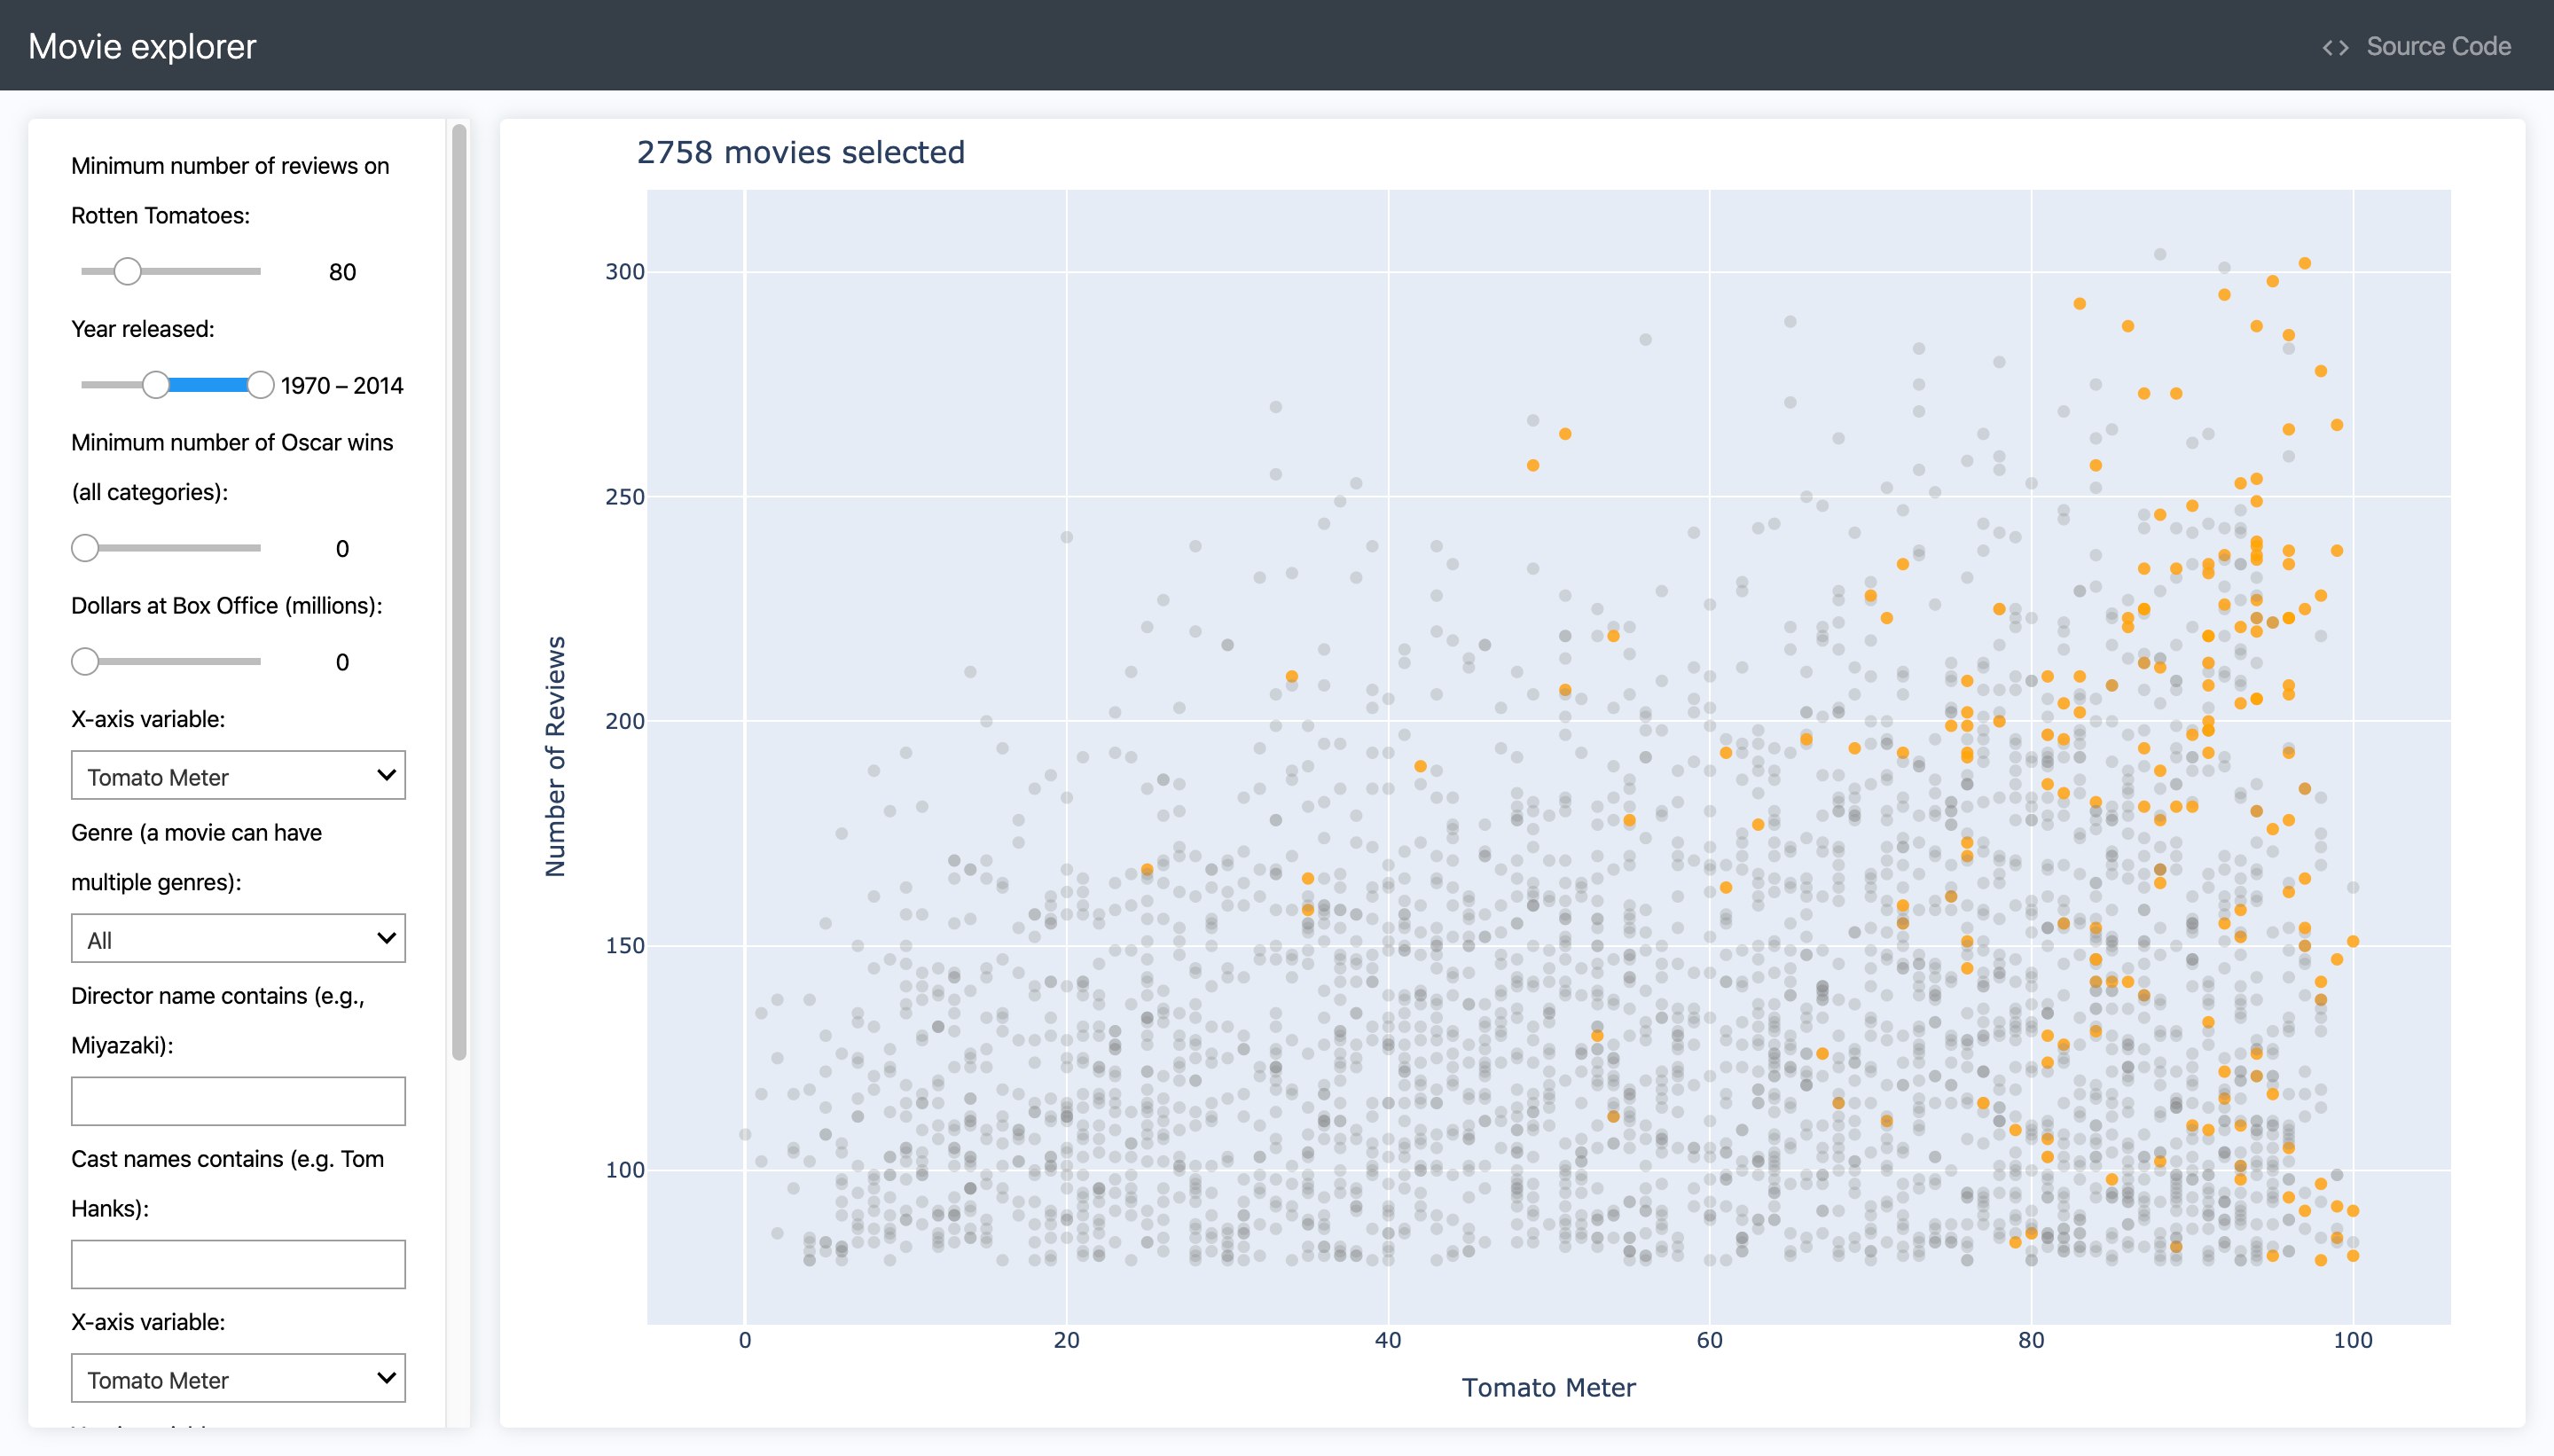 Movie explorer
<> Source Code
Minimum number of reviews on
Rotten Tomatoes:
80
Year released:
1970 – 2014
Minimum number of Oscar wins
(all categories):
0
Dollars at Box Office (millions):
0
X-axis variable:
Tomato Meter
Genre (a movie can have
multiple genres):
All
Director name contains (e.g.,
Miyazaki):
Cast names contains (e.g. Tom
Hanks):
X-axis variable:
Tomato Meter
2758 movies selected
Number of Reviews
300
250
200
150
100
0 20 40 60 80 100
Tomato Meter